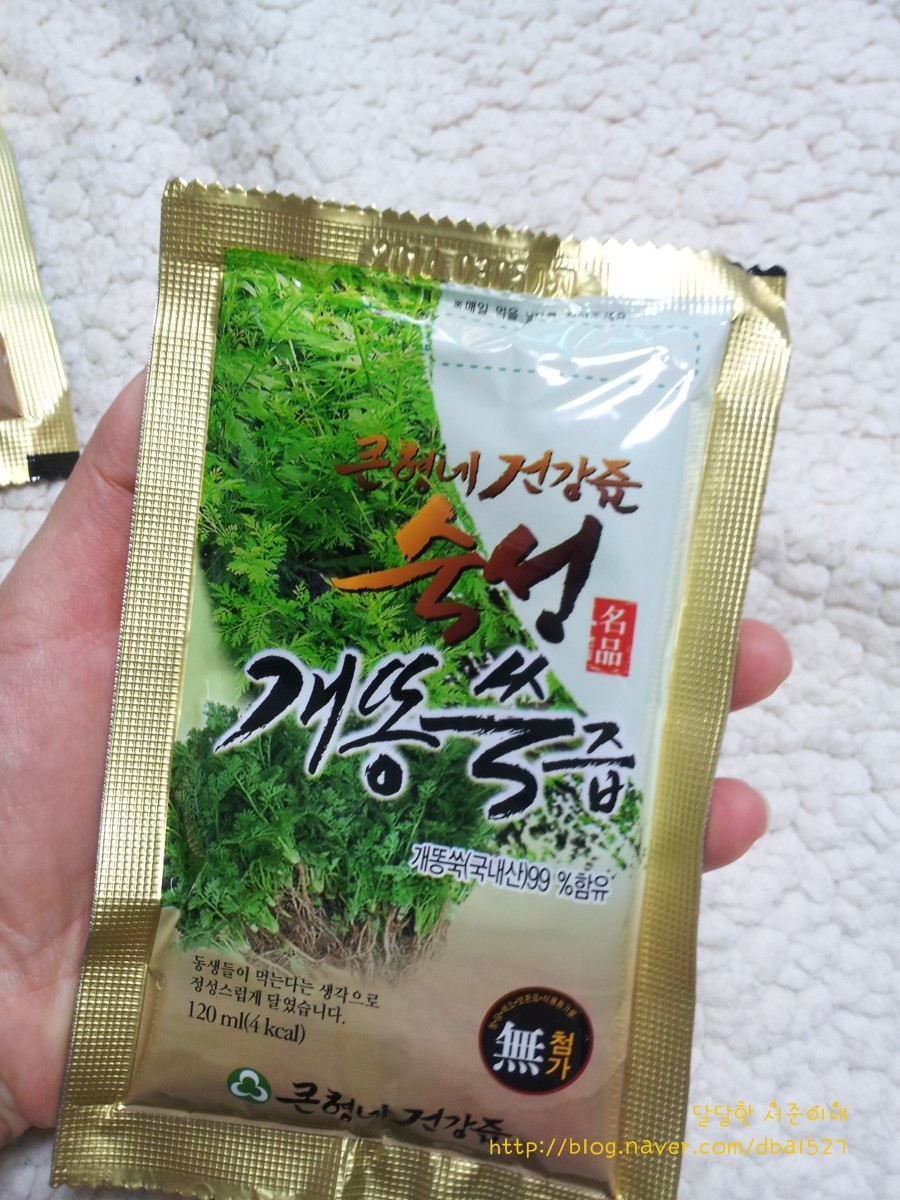 큰형네 건강즙
숙성
名品
개똥쑥즙
개똥쑥(국내산)99 %함유
동생들이 먹는다는 생각으로
정성스럽게 달였습니다.
120 ml(4 kcal)
無 첨가
큰형네 건강즙
달달한 서준이네
http://blog.naver.com/dbal527